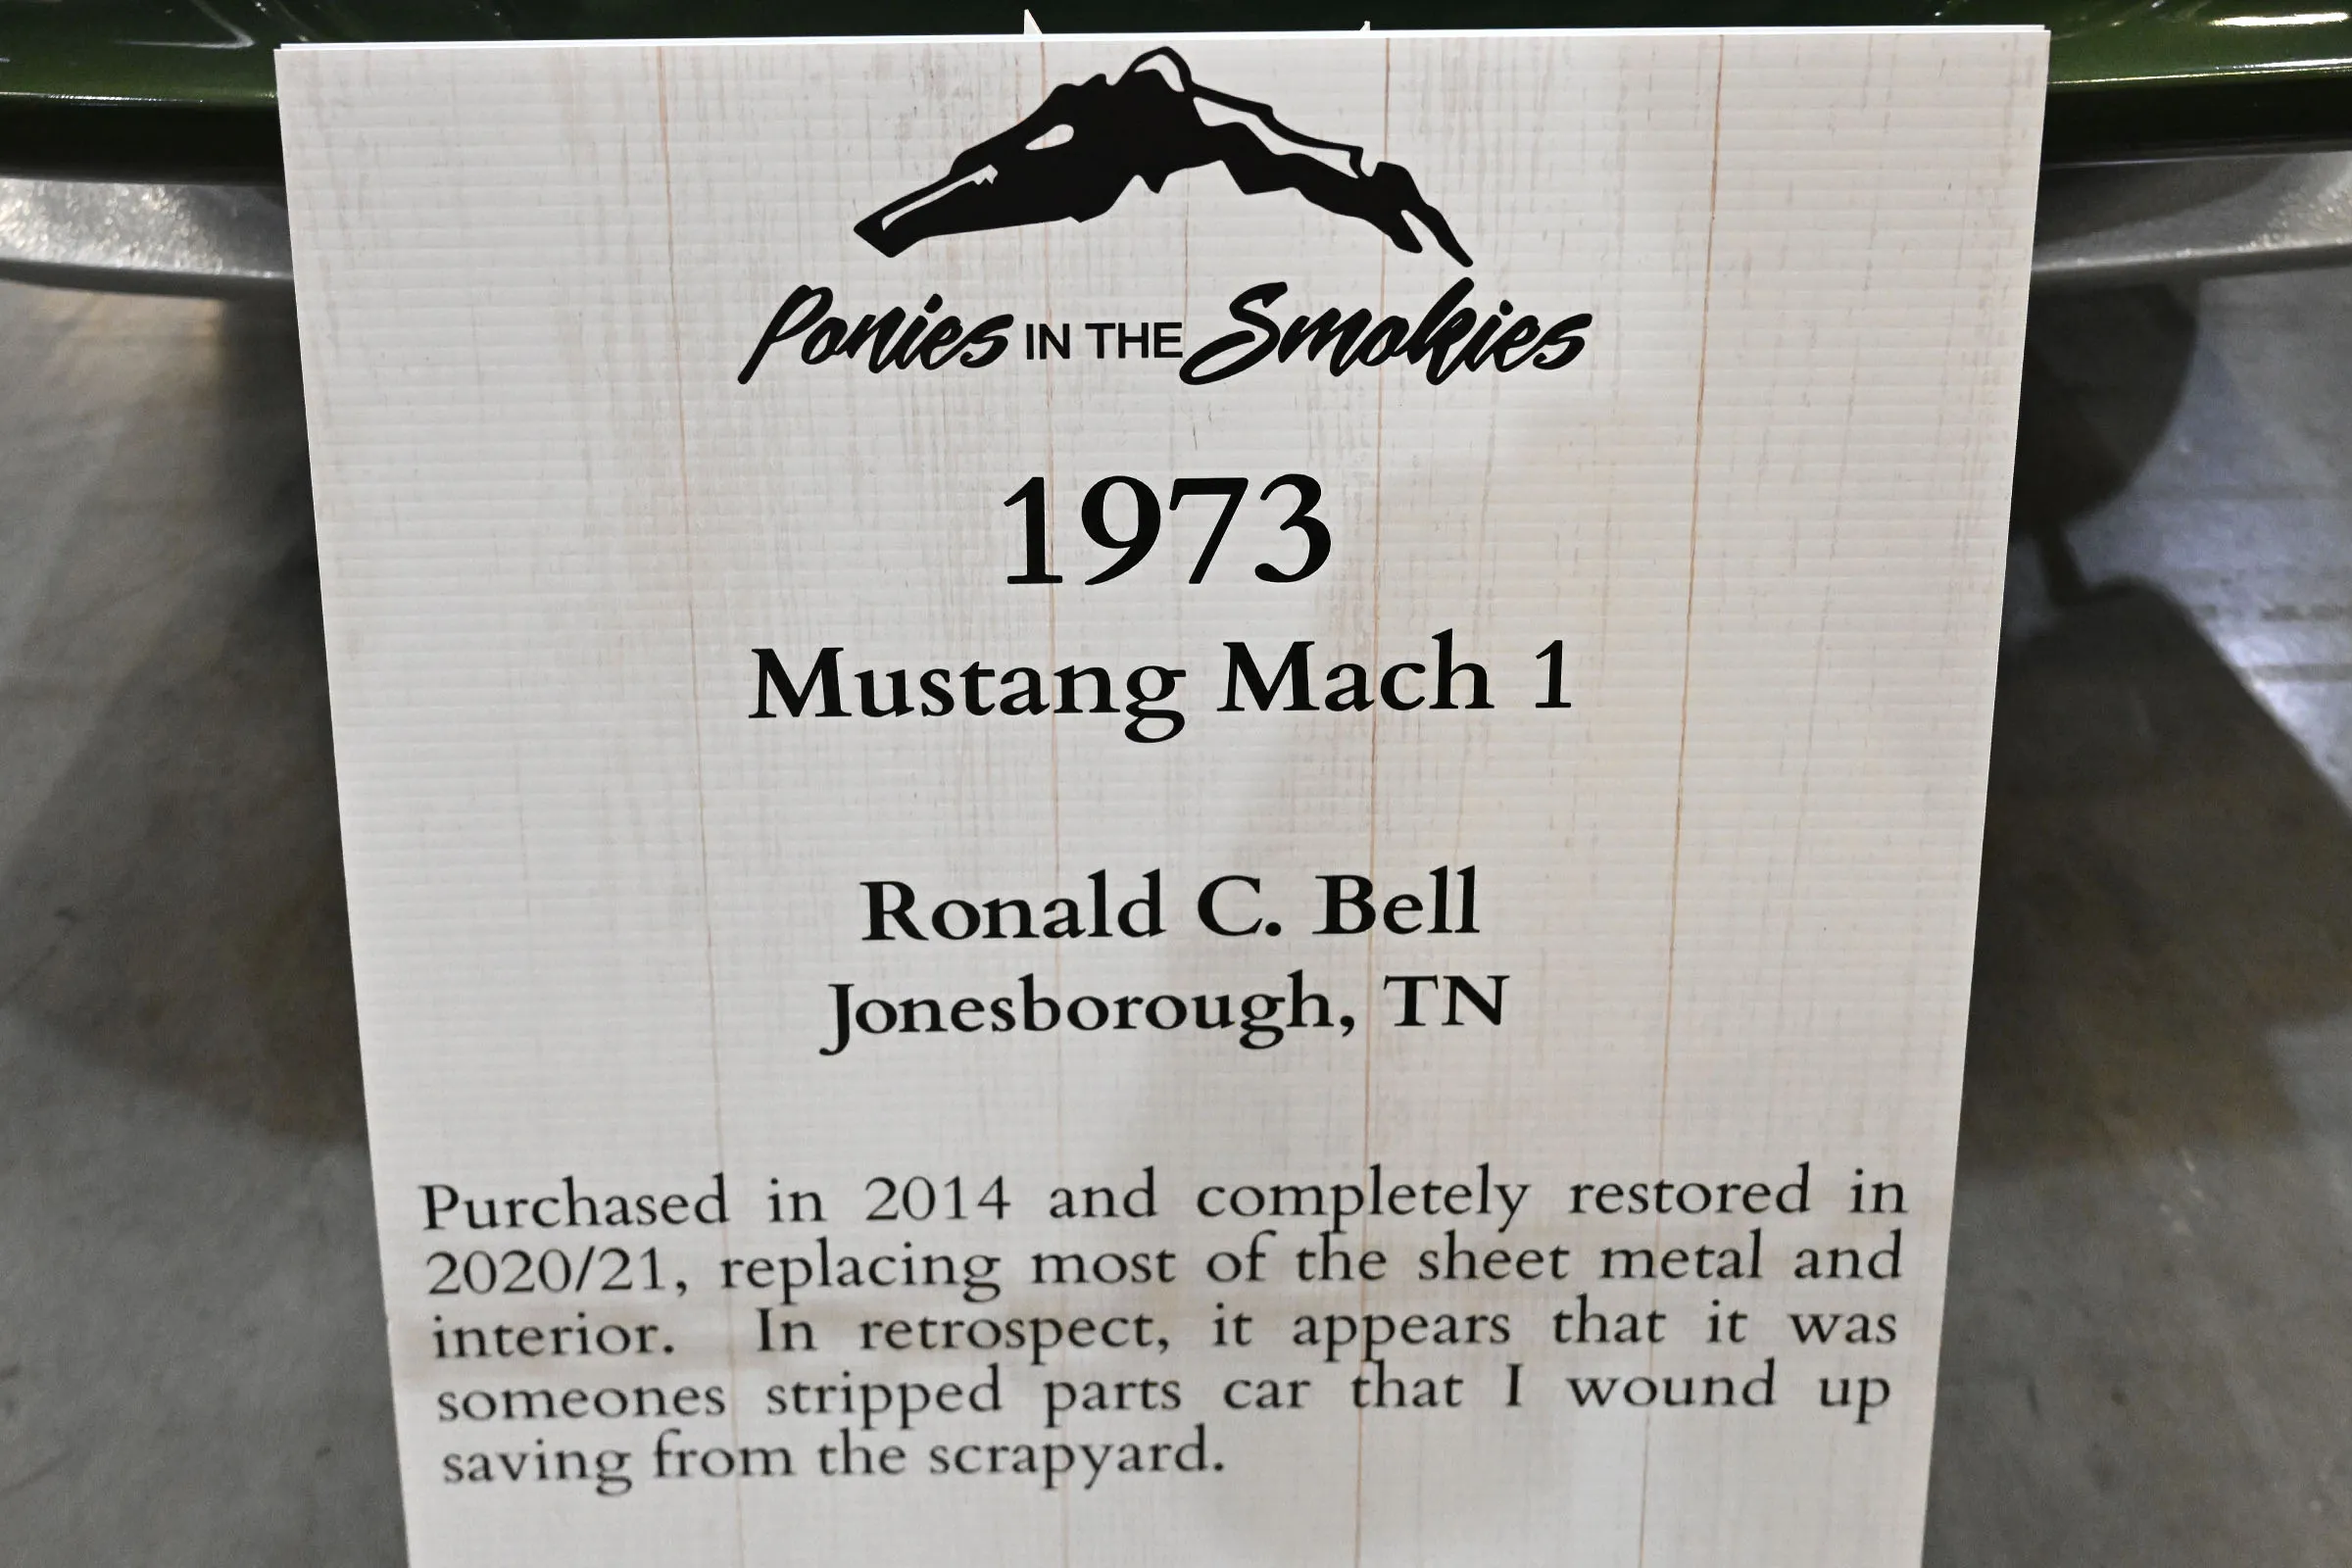 Ponies IN THE Smokies
1973
Mustang Mach 1
Ronald C. Bell
Jonesborough, TN
Purchased in 2014 and completely restored in
2020/21, replacing most of the sheet metal and
interior. In retrospect, it appears that it was
someones stripped parts car that I wound up
saving from the scrapyard.